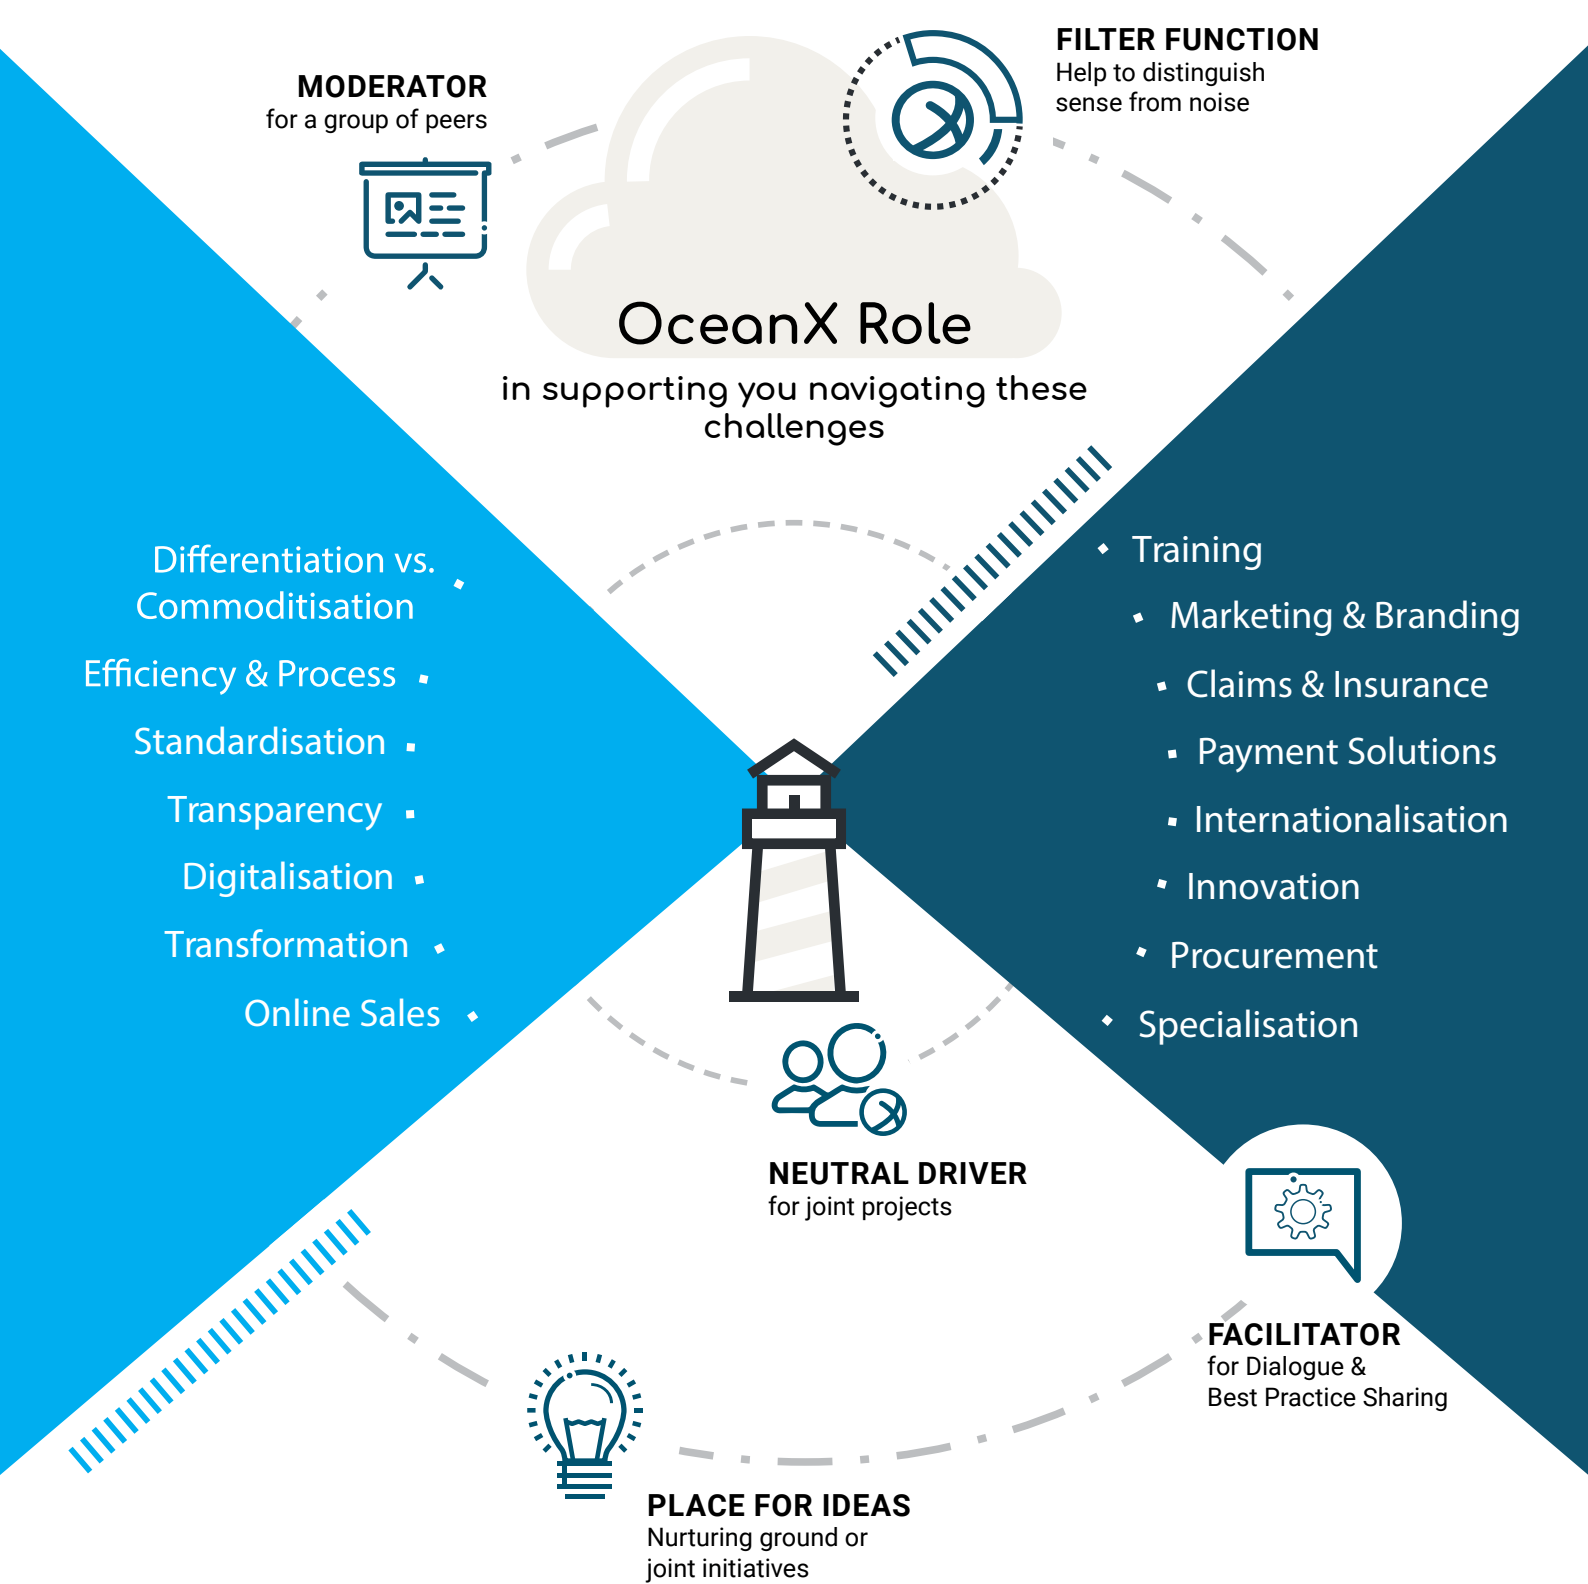 MODERATOR
for a group of peers
FILTER FUNCTION
Help to distinguish
sense from noise
OceanX Role
in supporting you navigating these
challenges
Differentiation vs.
Commoditisation
Efficiency & Process
Standardisation
Transparency
Digitalisation
Transformation
Online Sales
Training
Marketing & Branding
Claims & Insurance
Payment Solutions
Internationalisation
Innovation
Procurement
Specialisation
NEUTRAL DRIVER
for joint projects
FACILITATOR
for Dialogue &
Best Practice Sharing
PLACE FOR IDEAS
Nurturing ground or
joint initiatives